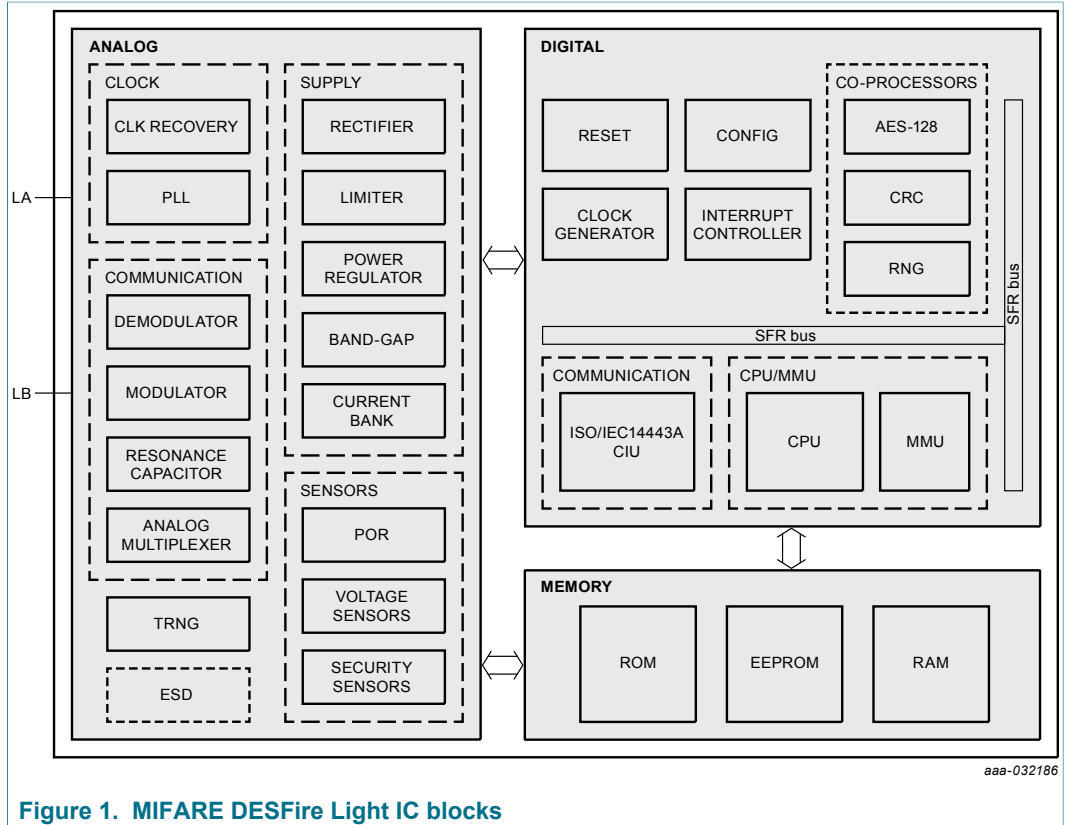 ANALOG
CLOCK
CLK RECOVERY
PLL
LA
COMMUNICATION
DEMODULATOR
MODULATOR
LB
RESONANCE
CAPACITOR
ANALOG
MULTIPLEXER
TRNG
ESD
SUPPLY
RECTIFIER
LIMITER
POWER
REGULATOR
BAND-GAP
CURRENT
BANK
SENSORS
POR
VOLTAGE
SENSORS
SECURITY
SENSORS
DIGITAL
RESET
CONFIG
CLOCK
GENERATOR
INTERRUPT
CONTROLLER
CO-PROCESSORS
AES-128
CRC
RNG
SFR bus
SFR bus
COMMUNICATION
ISO/IEC14443A
CIU
CPU/MMU
CPU
MMU
MEMORY
ROM
EEPROM
RAM
aaa-032186
Figure 1. MIFARE DESFire Light IC blocks